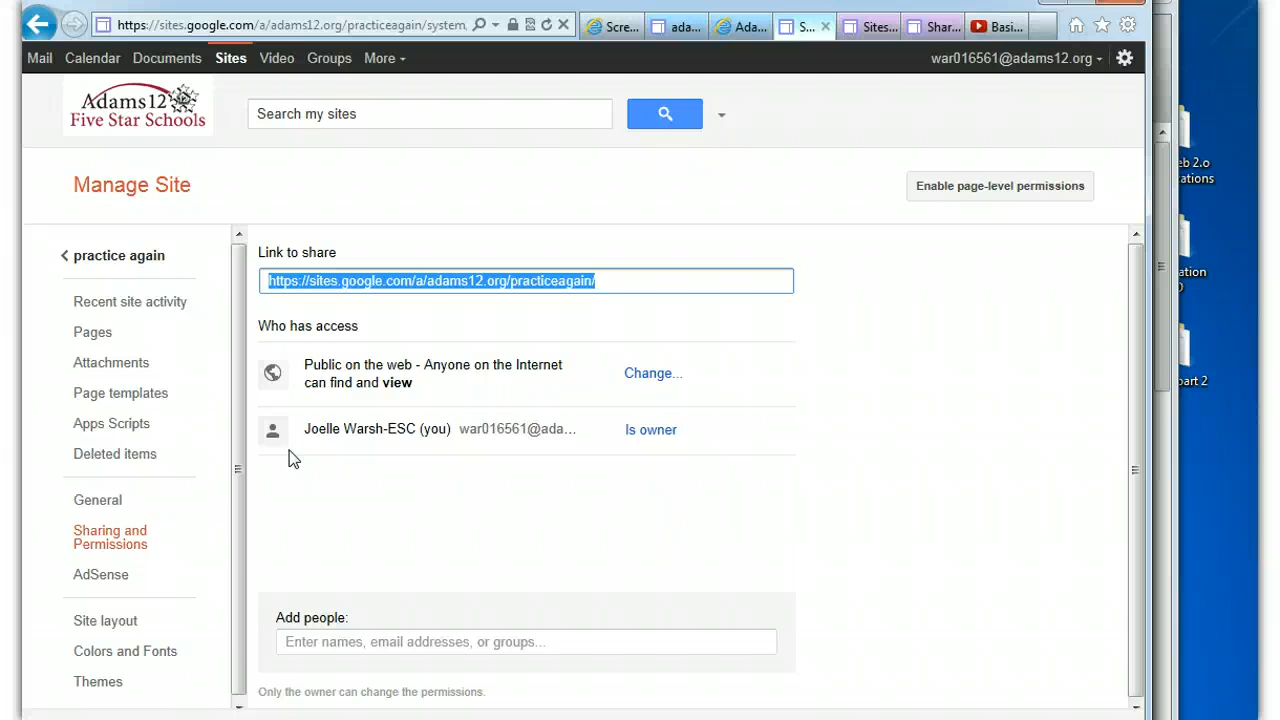 https://sites.google.com/a/adams12.org/practiceagain/system.
Scre...
ada...
Ada...
S...
Sites...
Shar...
Basi...
Mail Calendar Documents Sites Video Groups More
war016561@adams12.org
Adams12
Five Star Schools
Search my sites
Manage Site
Enable page-level permissions
practice again
Recent site activity
Pages
Attachments
Page templates
Apps Scripts
Deleted items
General
Sharing and
Permissions
AdSense
Site layout
Colors and Fonts
Themes
Link to share
https://sites.google.com/a/adams12.org/practiceagain/
Who has access
Public on the web - Anyone on the Internet
can find and view
Change...
Joelle Warsh-ESC (you) war016561@ada...
Is owner
Add people:
Enter names, email addresses, or groups...
Only the owner can change the permissions.
eb 2.o
part 2